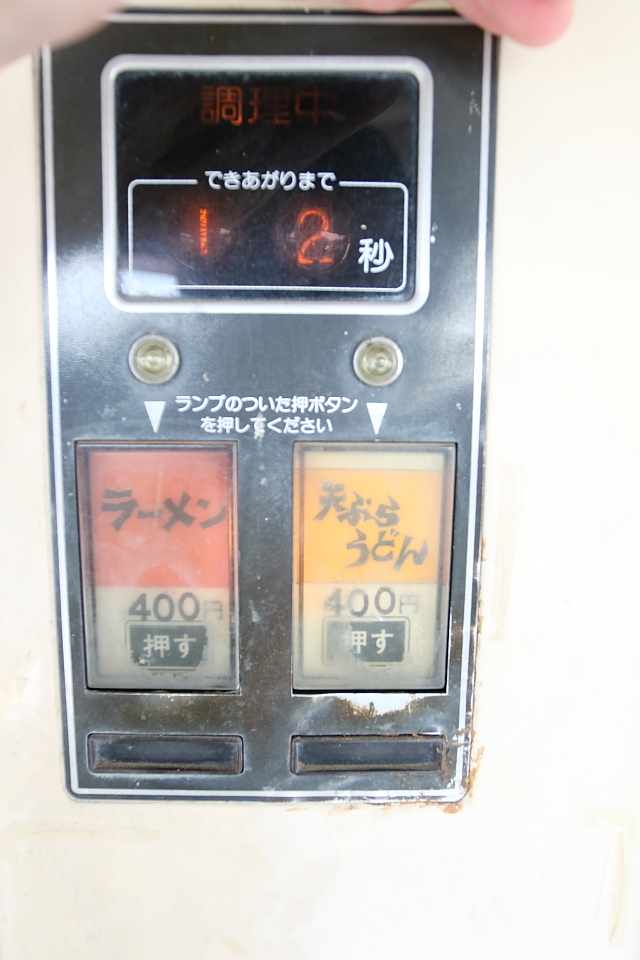 調理中
できあがりまで
12秒
ランプのついた押ボタン
を押してください
ラーメン
400円
押す
天ぷら
うどん
400円
押す